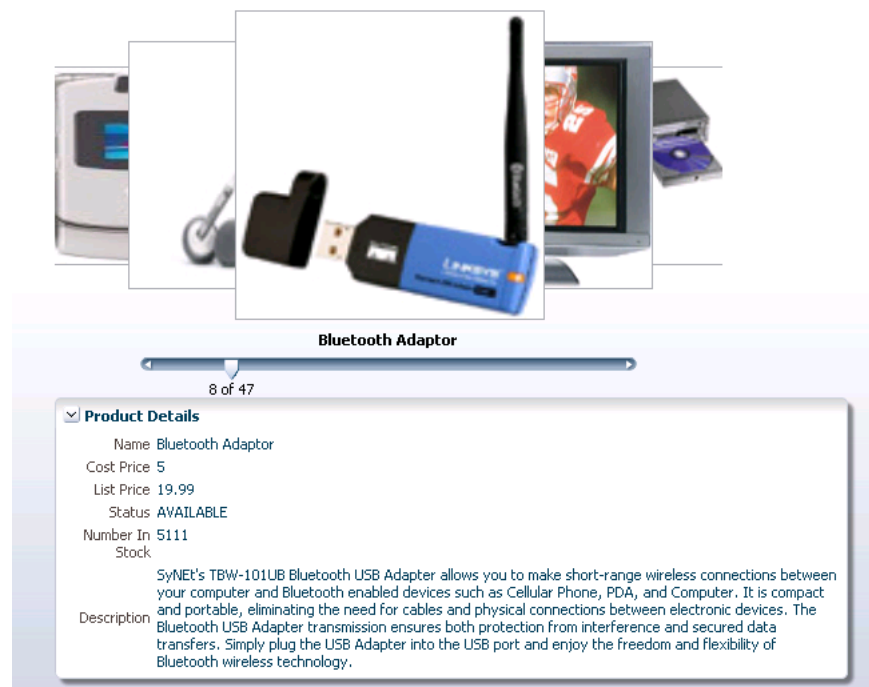 LINKSYS
Bluetooth Adaptor
8 of 47
Product Details
Name Bluetooth Adaptor
Cost Price 5
List Price 19.99
Status AVAILABLE
Number In 5111
Stock
SyNEt's TBW-101UB Bluetooth USB Adapter allows you to make short-range wireless connections between
your computer and Bluetooth enabled devices such as Cellular Phone, PDA, and Computer. It is compact
Description and portable, eliminating the need for cables and physical connections between electronic devices. The
Bluetooth USB Adapter transmission ensures both protection from interference and secured data
transfers. Simply plug the USB Adapter into the USB port and enjoy the freedom and flexibility of
Bluetooth wireless technology.